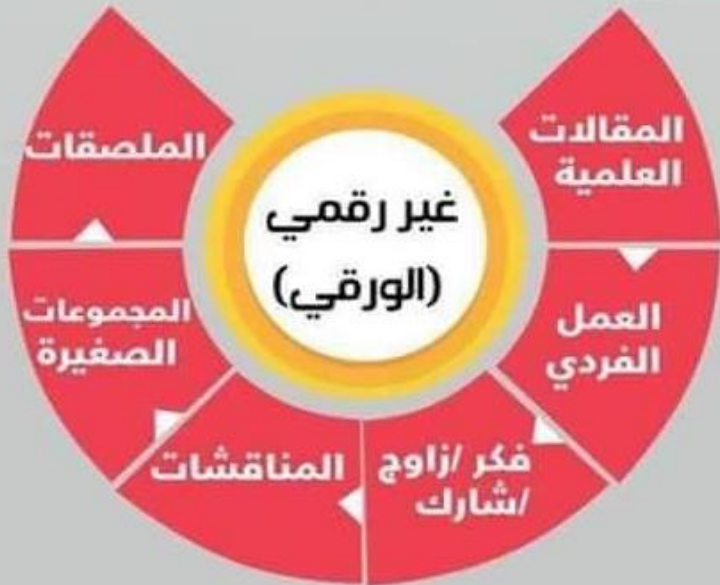 غير رقمي
(الورقي)
المقالات
العلمية
العمل
الفردي
فكر /زاوج
/شارك
المناقشات
المجموعات
الصغيرة
الملصقات